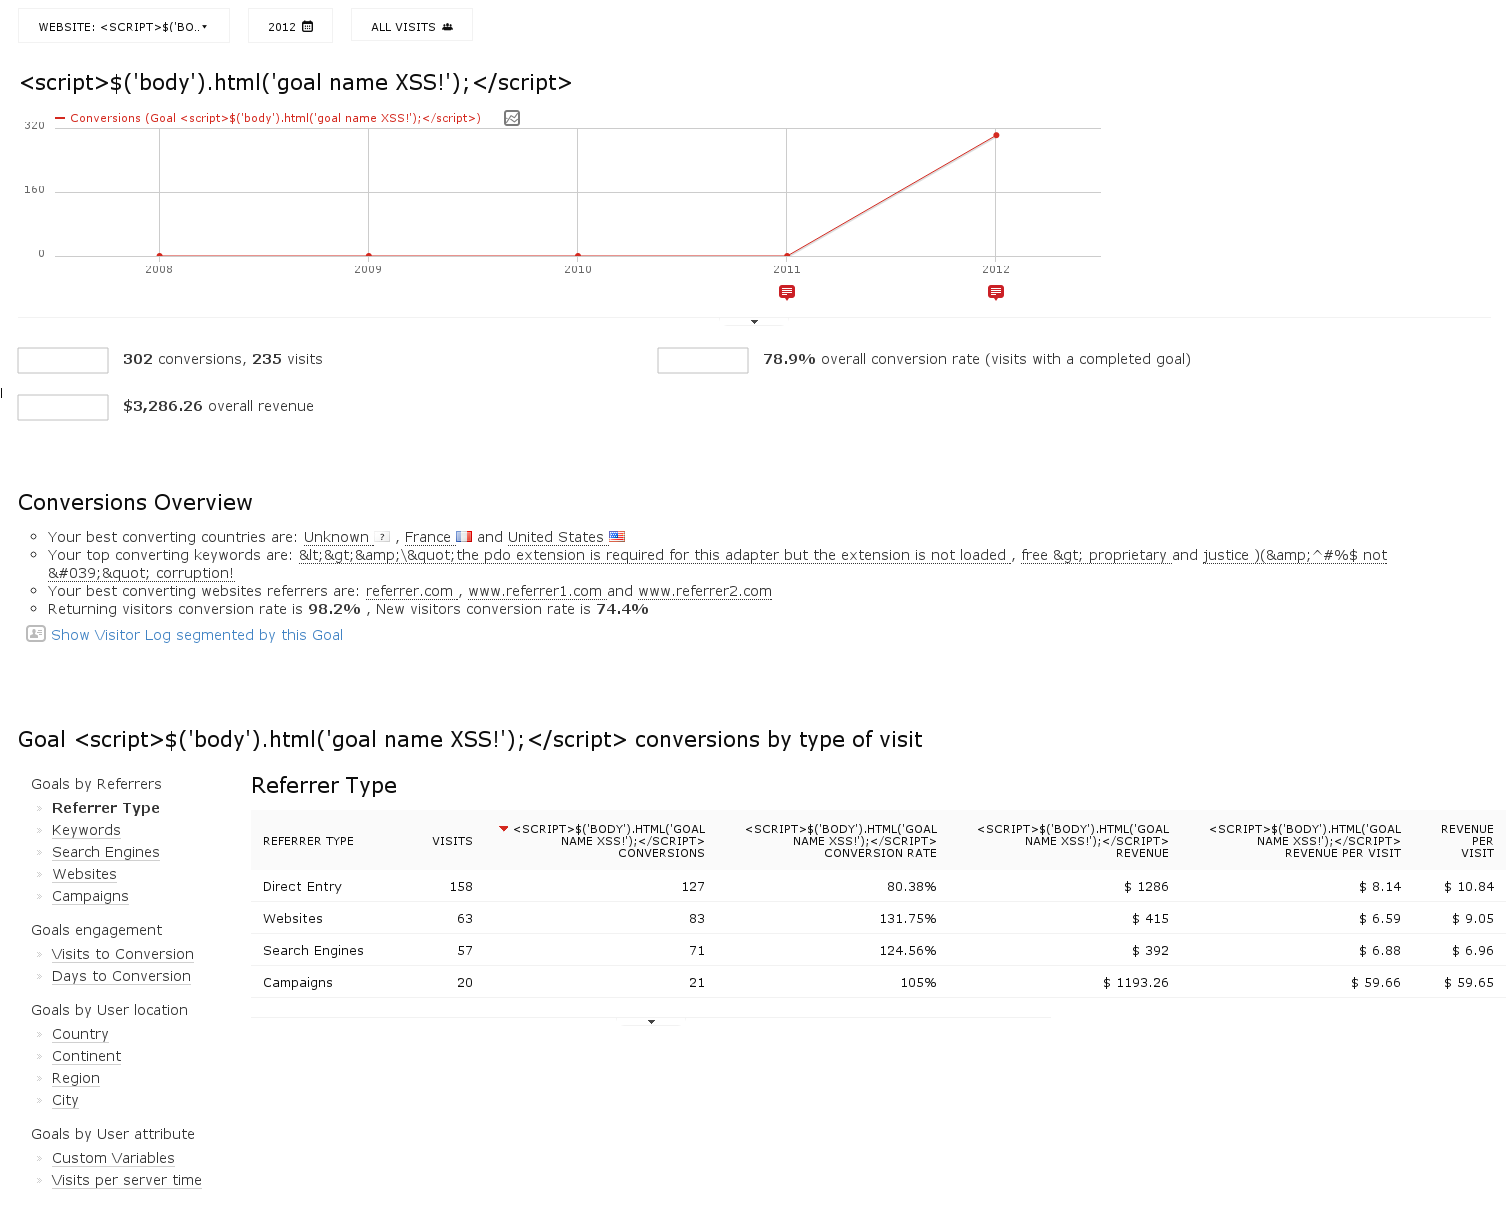 WEBSITE: <SCRIPT>$('BO.. 2012 ALL VISITS
<script>$('body').html('goal name XSS!');</script>
Conversions (Goal <script>$('body').html('goal name XSS!');</script>)
320
160
0
2008 2009 2010 2011 2012
302 conversions, 235 visits
78.9% overall conversion rate (visits with a completed goal)
$3,286.26 overall revenue
Conversions Overview
Your best converting countries are: Unknown ? , France and United States
Your top converting keywords are: &lt;&gt;&amp;\&quot;the pdo extension is required for this adapter but the extension is not loaded , free &gt; proprietary and justice )(&amp;^#%$ not
&#039;&quot; corruption!
Your best converting websites referrers are: referrer.com , www.referrer1.com and www.referrer2.com
Returning visitors conversion rate is 98.2% , New visitors conversion rate is 74.4%
Show Visitor Log segmented by this Goal
Goal <script>$('body').html('goal name XSS!');</script> conversions by type of visit
Goals by Referrers
Referrer Type
Keywords
Search Engines
Websites
Campaigns
Goals engagement
Visits to Conversion
Days to Conversion
Goals by User location
Country
Continent
Region
City
Goals by User attribute
Custom Variables
Visits per server time
Referrer Type
REFERRER TYPE
VISITS
<SCRIPT>$('BODY').HTML('GOAL
NAME XSS!');</SCRIPT>
CONVERSIONS
<SCRIPT>$('BODY').HTML('GOAL
NAME XSS!');</SCRIPT>
CONVERSION RATE
<SCRIPT>$('BODY').HTML('GOAL
NAME XSS!');</SCRIPT>
REVENUE
<SCRIPT>$('BODY').HTML('GOAL
NAME XSS!');</SCRIPT>
REVENUE PER VISIT
REVENUE
PER
VISIT
Direct Entry 158 127 80.38% $ 1286 $ 8.14 $ 10.84
Websites 63 83 131.75% $ 415 $ 6.59 $ 9.05
Search Engines 57 71 124.56% $ 392 $ 6.88 $ 6.96
Campaigns 20 21 105% $ 1193.26 $ 59.66 $ 59.65